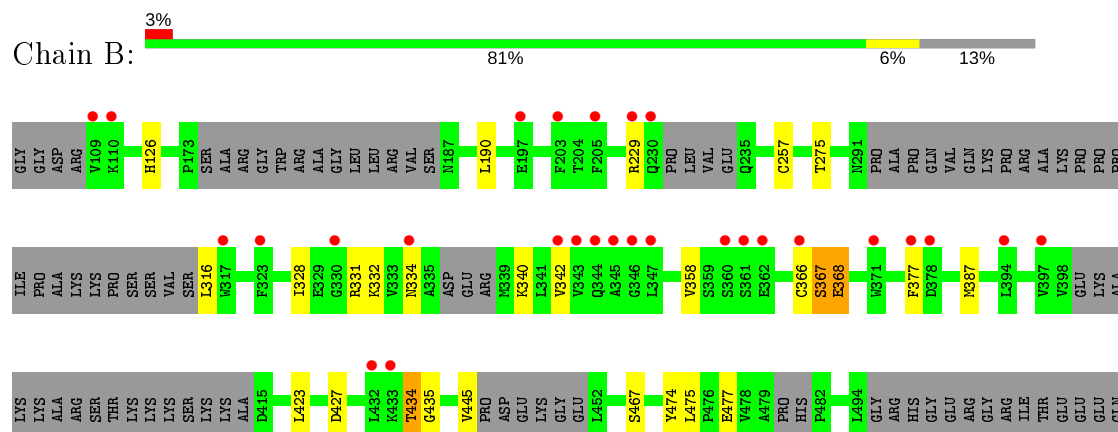 3%
Chain B:
81% 6% 13%
GLY GLY ASP ARG V109 K110 H126 P173 SER ALA ARG GLY TRP ARG ALA GLY LEU LEU ARG VAL SER N187 L190 E197 F203 T204 F205 R229 Q230 PRO LEU VAL GLU Q235 C257 T275 N291 PRO ALA PRO GLN VAL GLN LYS PRO ARG ALA LYS PRO PRO PRO
ILE PRO ALA LYS LYS PRO SER SER VAL SER L316 W317 F323 I328 E329 G330 R331 K332 V333 N334 A335 ASP GLU ARG M339 K340 L341 V342 V343 Q344 A345 G346 L347 V358 S359 S360 S361 E362 C366 S367 E368 W371 F377 D378 M387 L394 V397 V398 GLU LYS ALA
LYS LYS ALA ARG SER THR LYS LYS LYS SER LYS LYS ALA D415 L423 D427 L432 K433 T434 G435 V445 PRO ASP GLU LYS GLY GLU L452 S467 Y474 L475 P476 E477 V478 A479 PRO HIS P482 L494 GLY ARG HIS GLY GLU ARG GLY ARG ILE THR GLU GLU GLU GLU